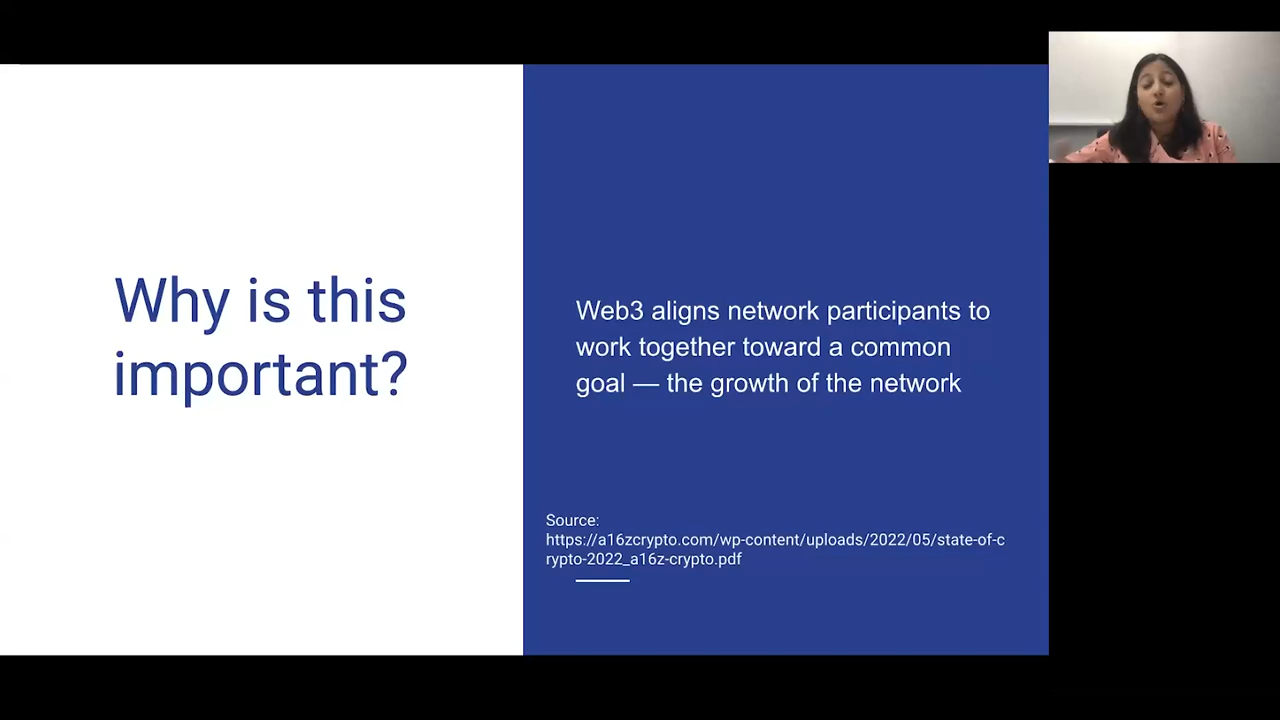 Why is this
important?
Web3 aligns network participants to
work together toward a common
goal — the growth of the network
Source:
https://a16zcrypto.com/wp-content/uploads/2022/05/state-of-c
rypto-2022_a16z-crypto.pdf